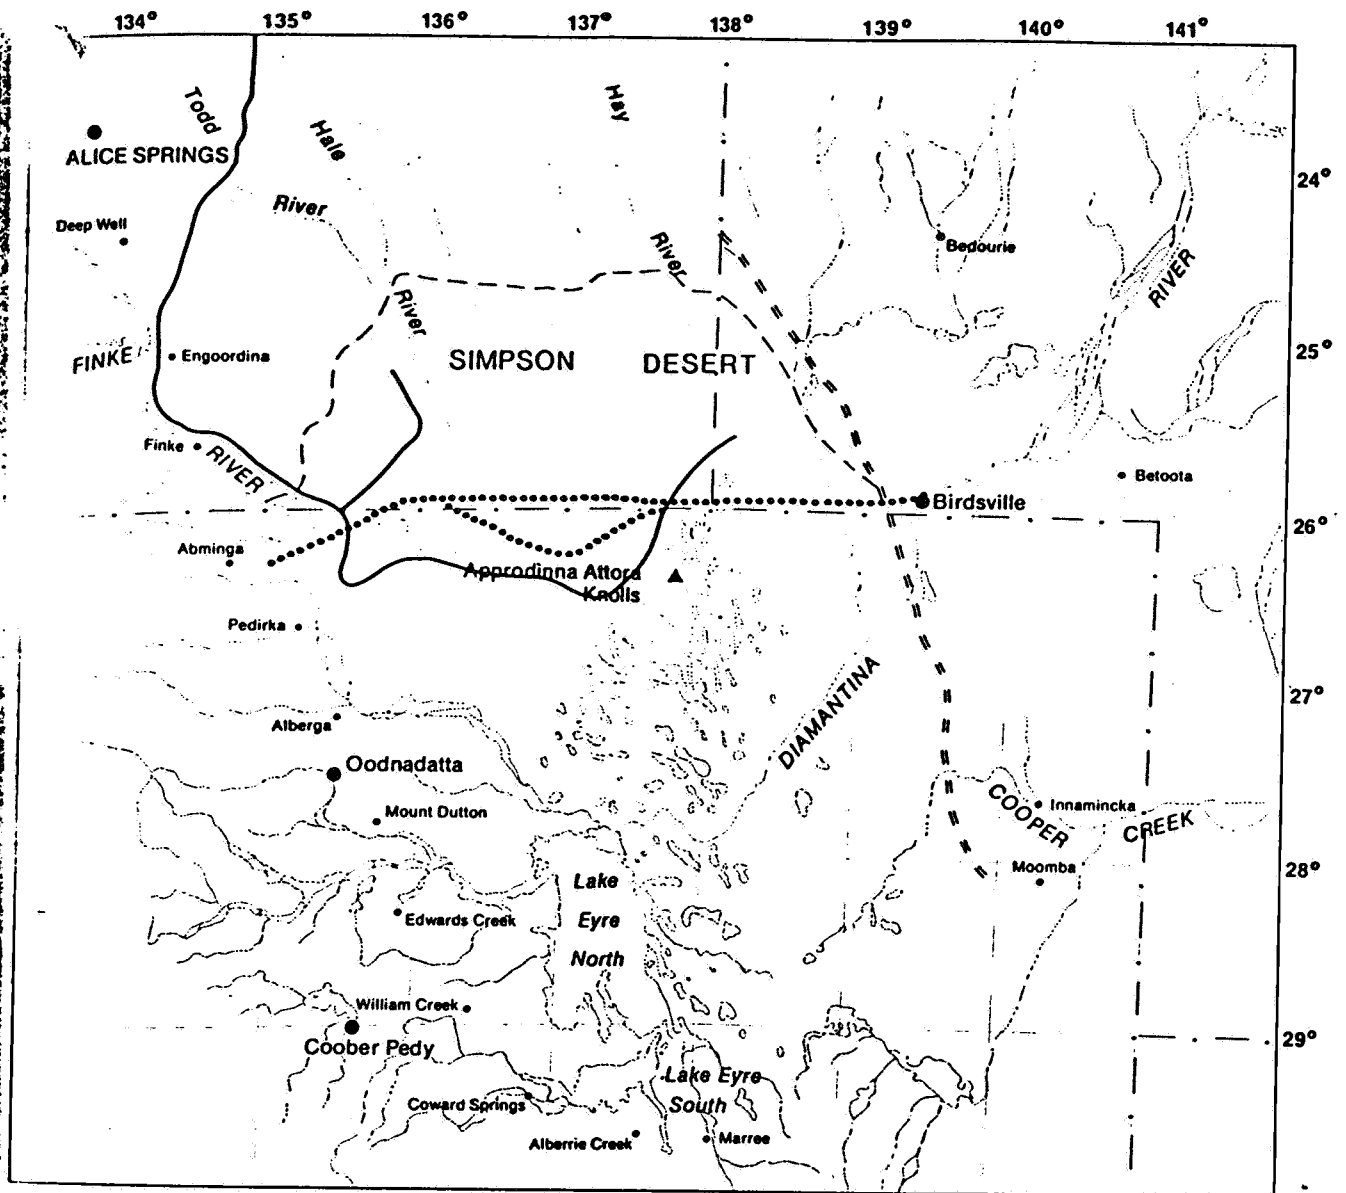 134° 135° 136° 137° 138° 139° 140° 141°
Todd
Hale
Hay
ALICE SPRINGS
24°
River
Deep Well
River
Bedourie
RIVER
River
FINKE
Engoordina
SIMPSON DESERT
25°
Finke
RIVER
Betoota
Birdsville
26°
Abminga
Approdinna Attora
Knolls
Pedirka
DIAMANTINA
27°
Alberga
Oodnadatta
Mount Dutton
COOPER
Innamincka
CREEK
Moomba
28°
Lake
Eyre
North
Edwards Creek
William Creek
Coober Pedy
29°
Lake Eyre
South
Coward Springs
Alberrie Creek
Marree